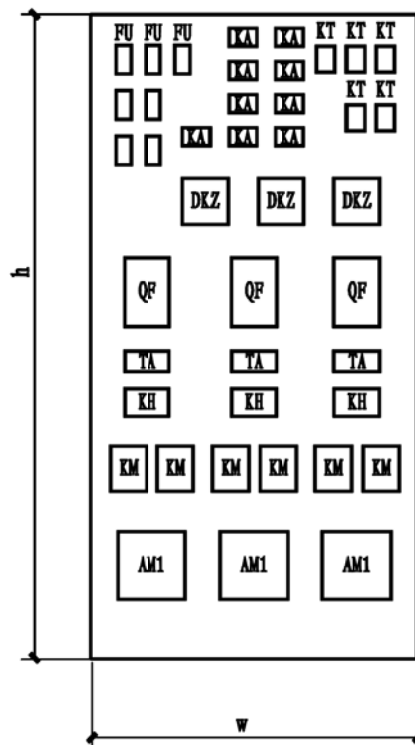 FU FU FU KA KA KT KT KT
KA KA
KA KA KT KT
KA KA KA
DKZ DKZ DKZ
QF QF QF
h
TA TA TA
KH KH KH
KM KM KM KM KM KM
AM1 AM1 AM1
w